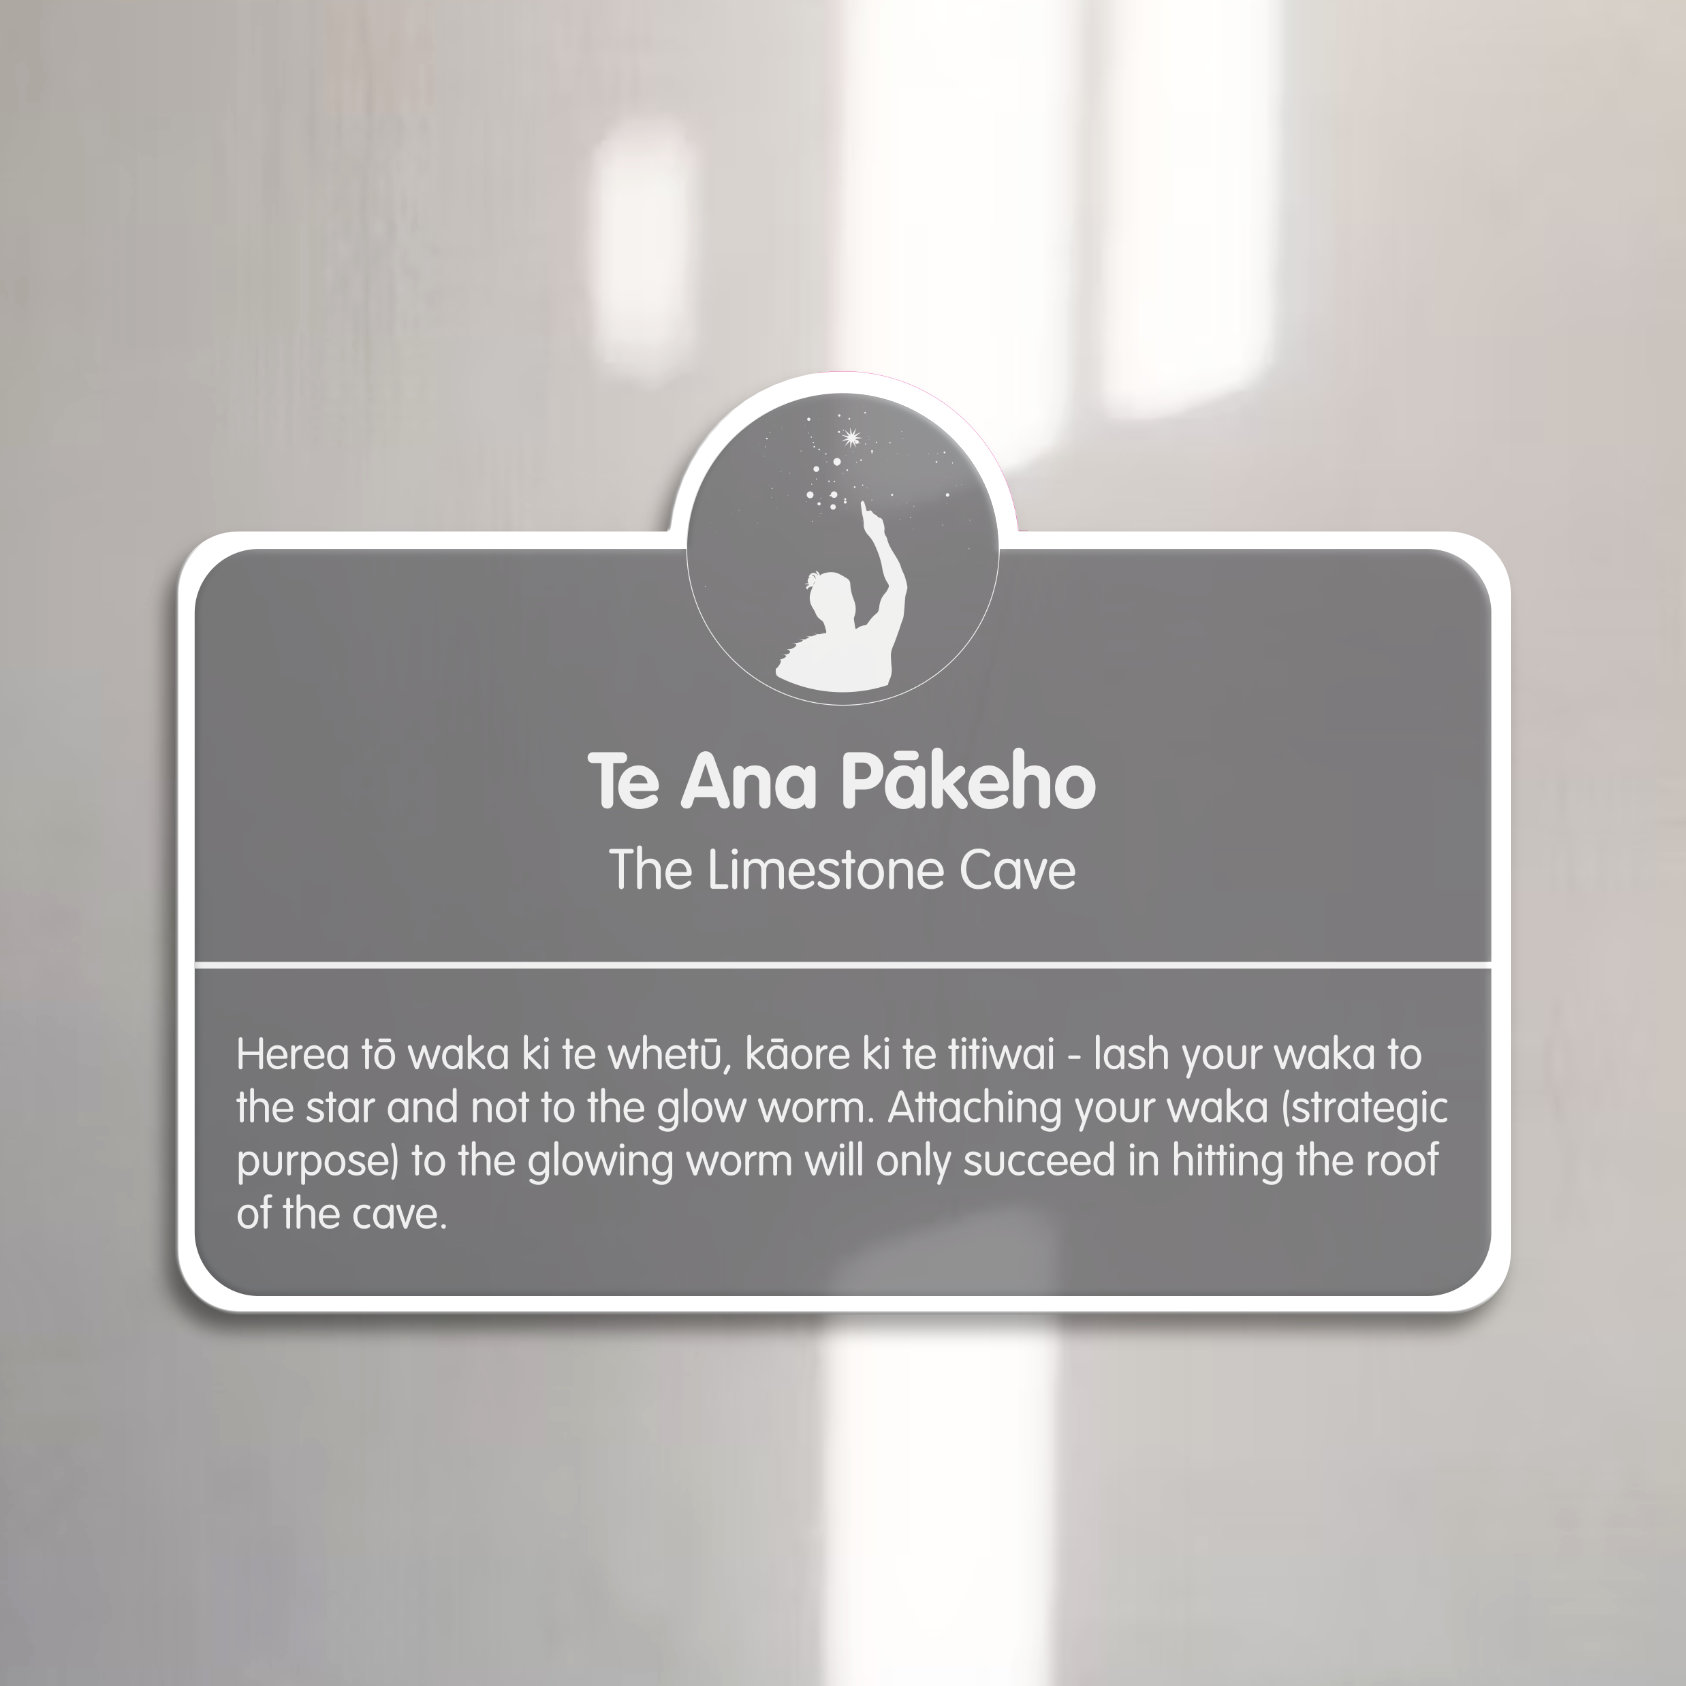 Te Ana Pākeho
The Limestone Cave
Herea tō waka ki te whetū, kāore ki te titiwai - lash your waka to
the star and not to the glow worm. Attaching your waka (strategic
purpose) to the glowing worm will only succeed in hitting the roof
of the cave.